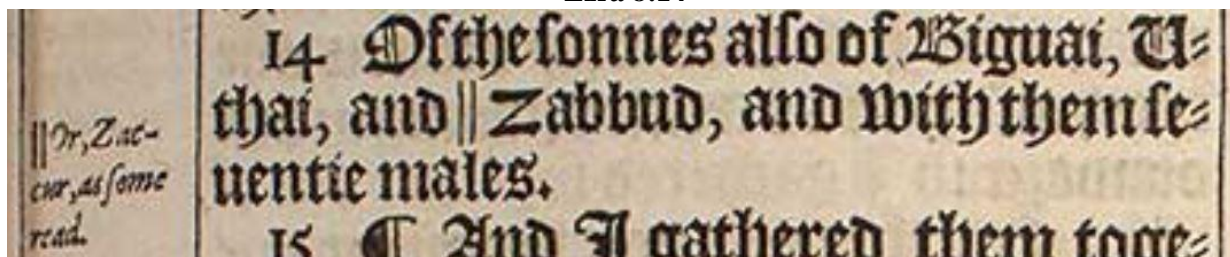 14 Of the ſonnes alſo of Biguai, U⸗
thai, and || Zabbud, and with them ſe⸗
uentie males.
|| Or, Zac-
cur, as ſome
read.
15 ¶ And I gathered them toge⸗